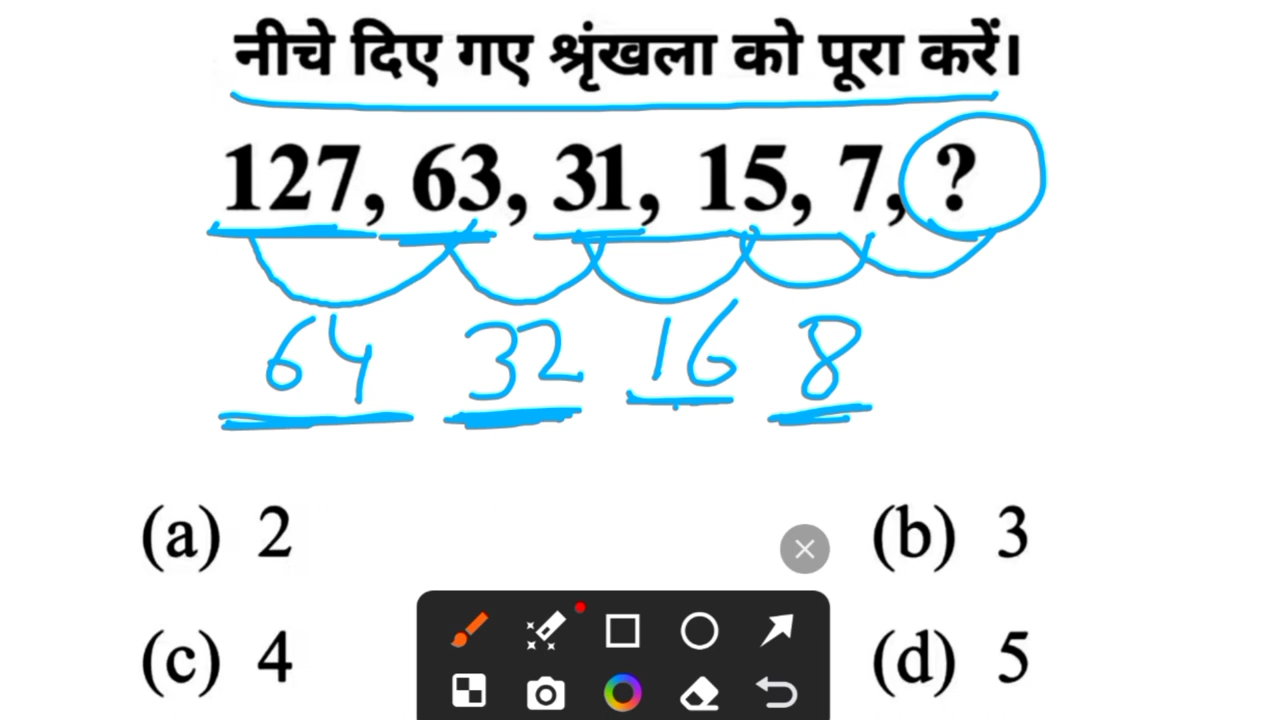 नीचे दिए गए श्रृंखला को पूरा करें।
127, 63, 31, 15, 7, ?
64 32 16 8
(a) 2 (b) 3
(c) 4 (d) 5